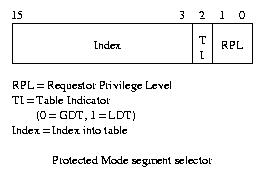 15 3 2 1 0
Index T I RPL
RPL = Requestor Privilege Level
TI = Table Indicator
(0 = GDT, 1 = LDT)
Index = Index into table
Protected Mode segment selector